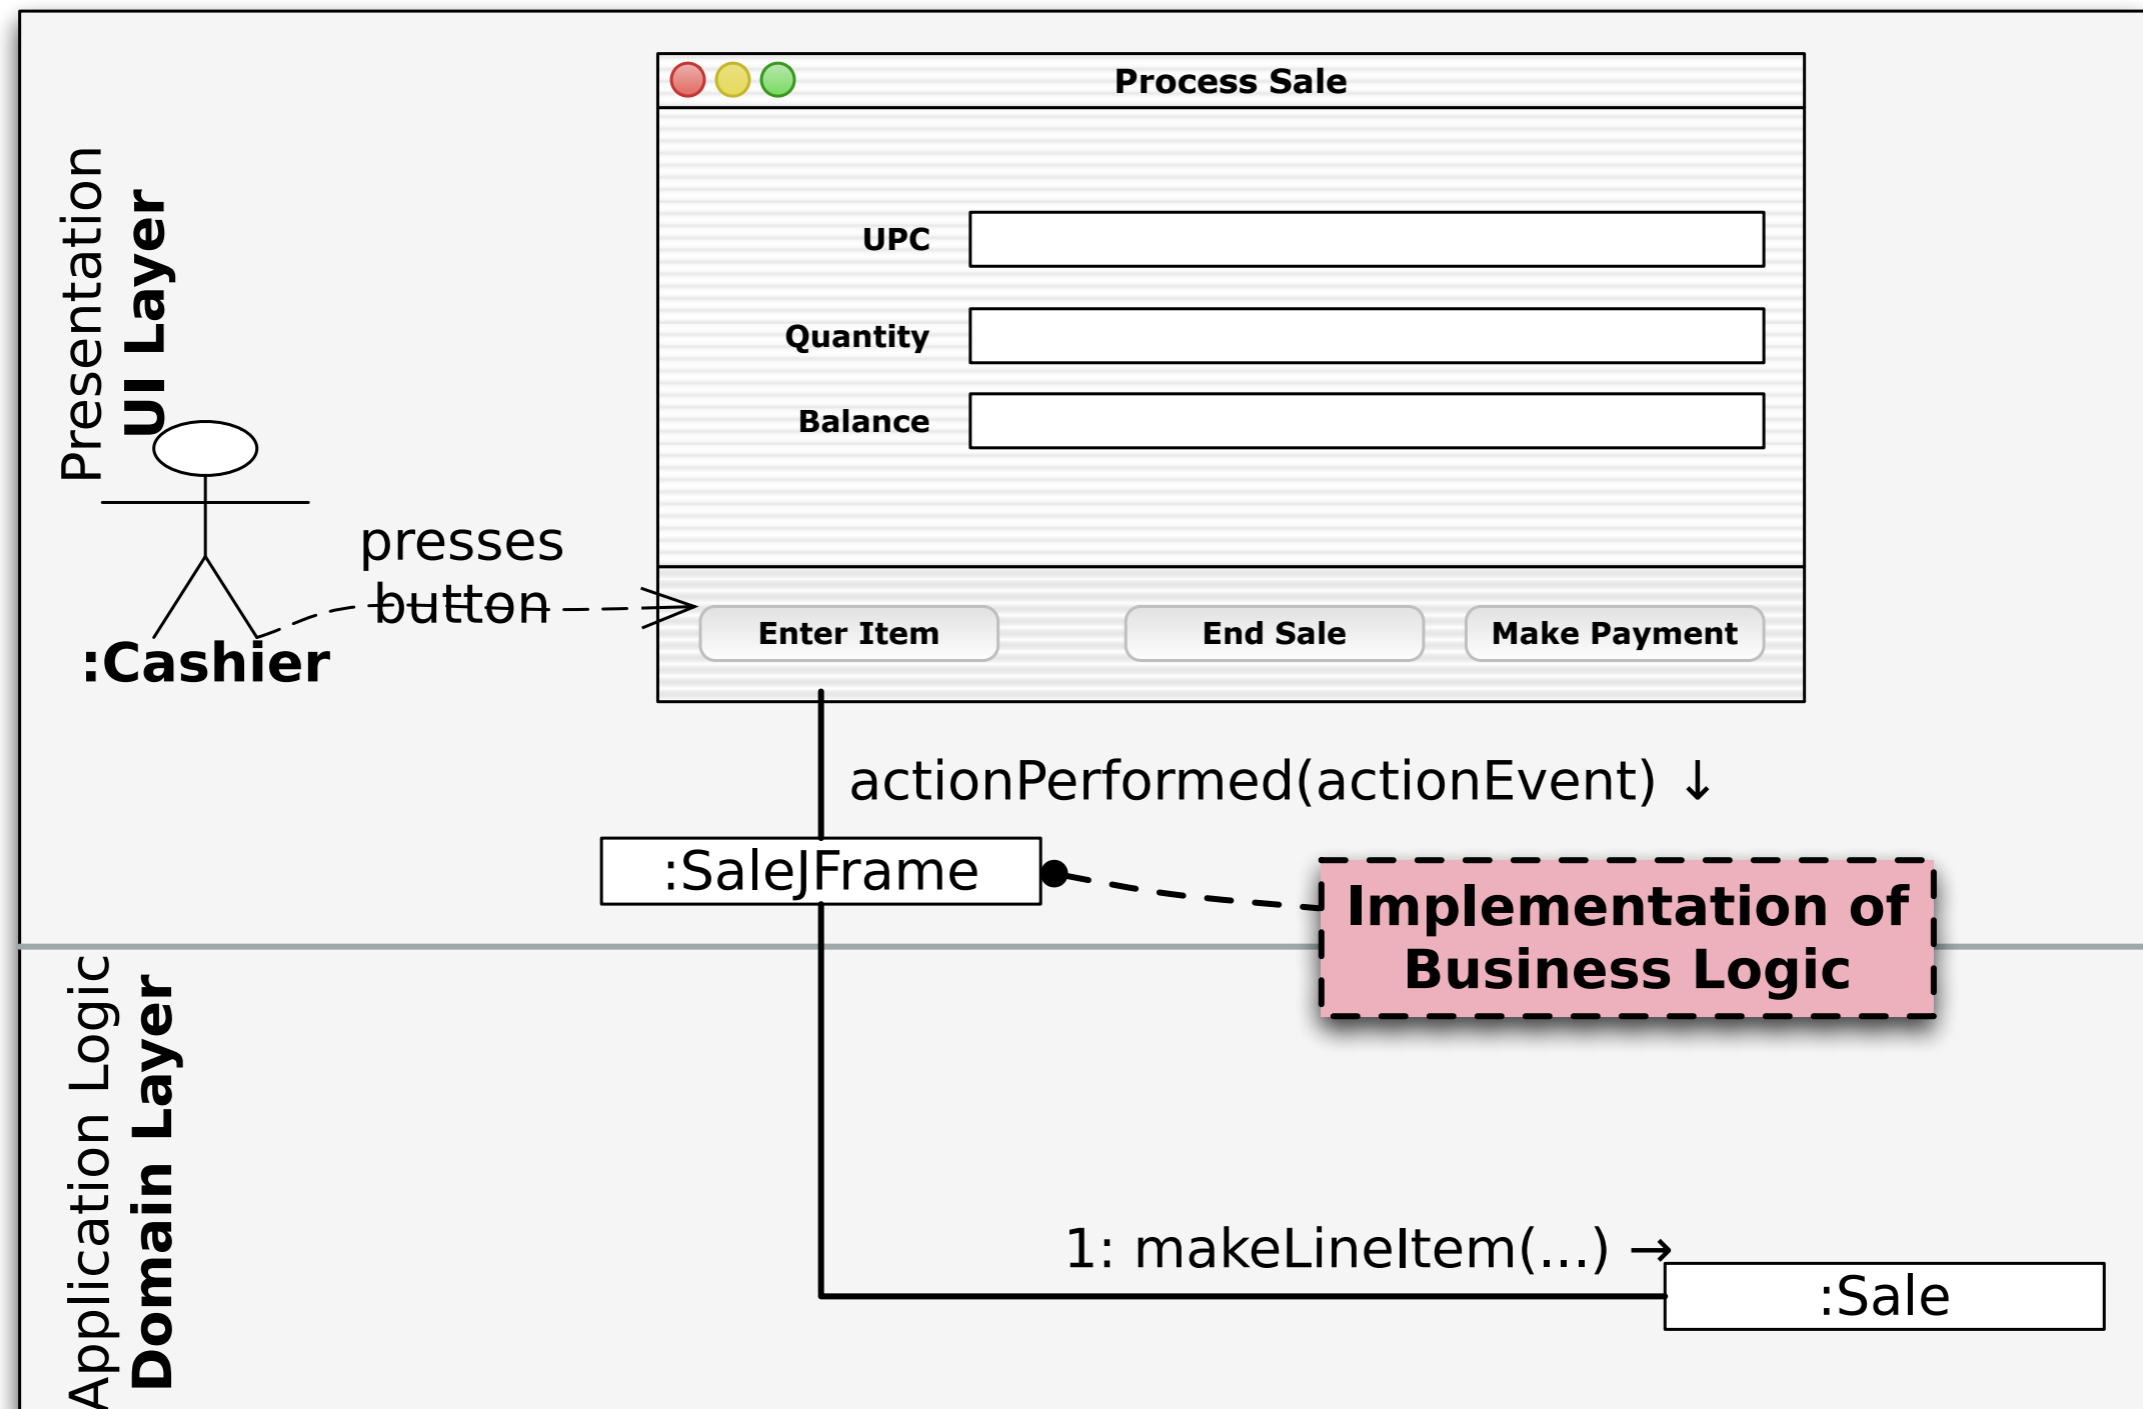 Presentation
UI Layer
Process Sale
UPC
Quantity
Balance
presses
button
:Cashier
Enter Item
End Sale
Make Payment
actionPerformed(actionEvent) ↓
:SaleJFrame
Implementation of
Business Logic
Application Logic
Domain Layer
1: makeLineItem(...) →
:Sale